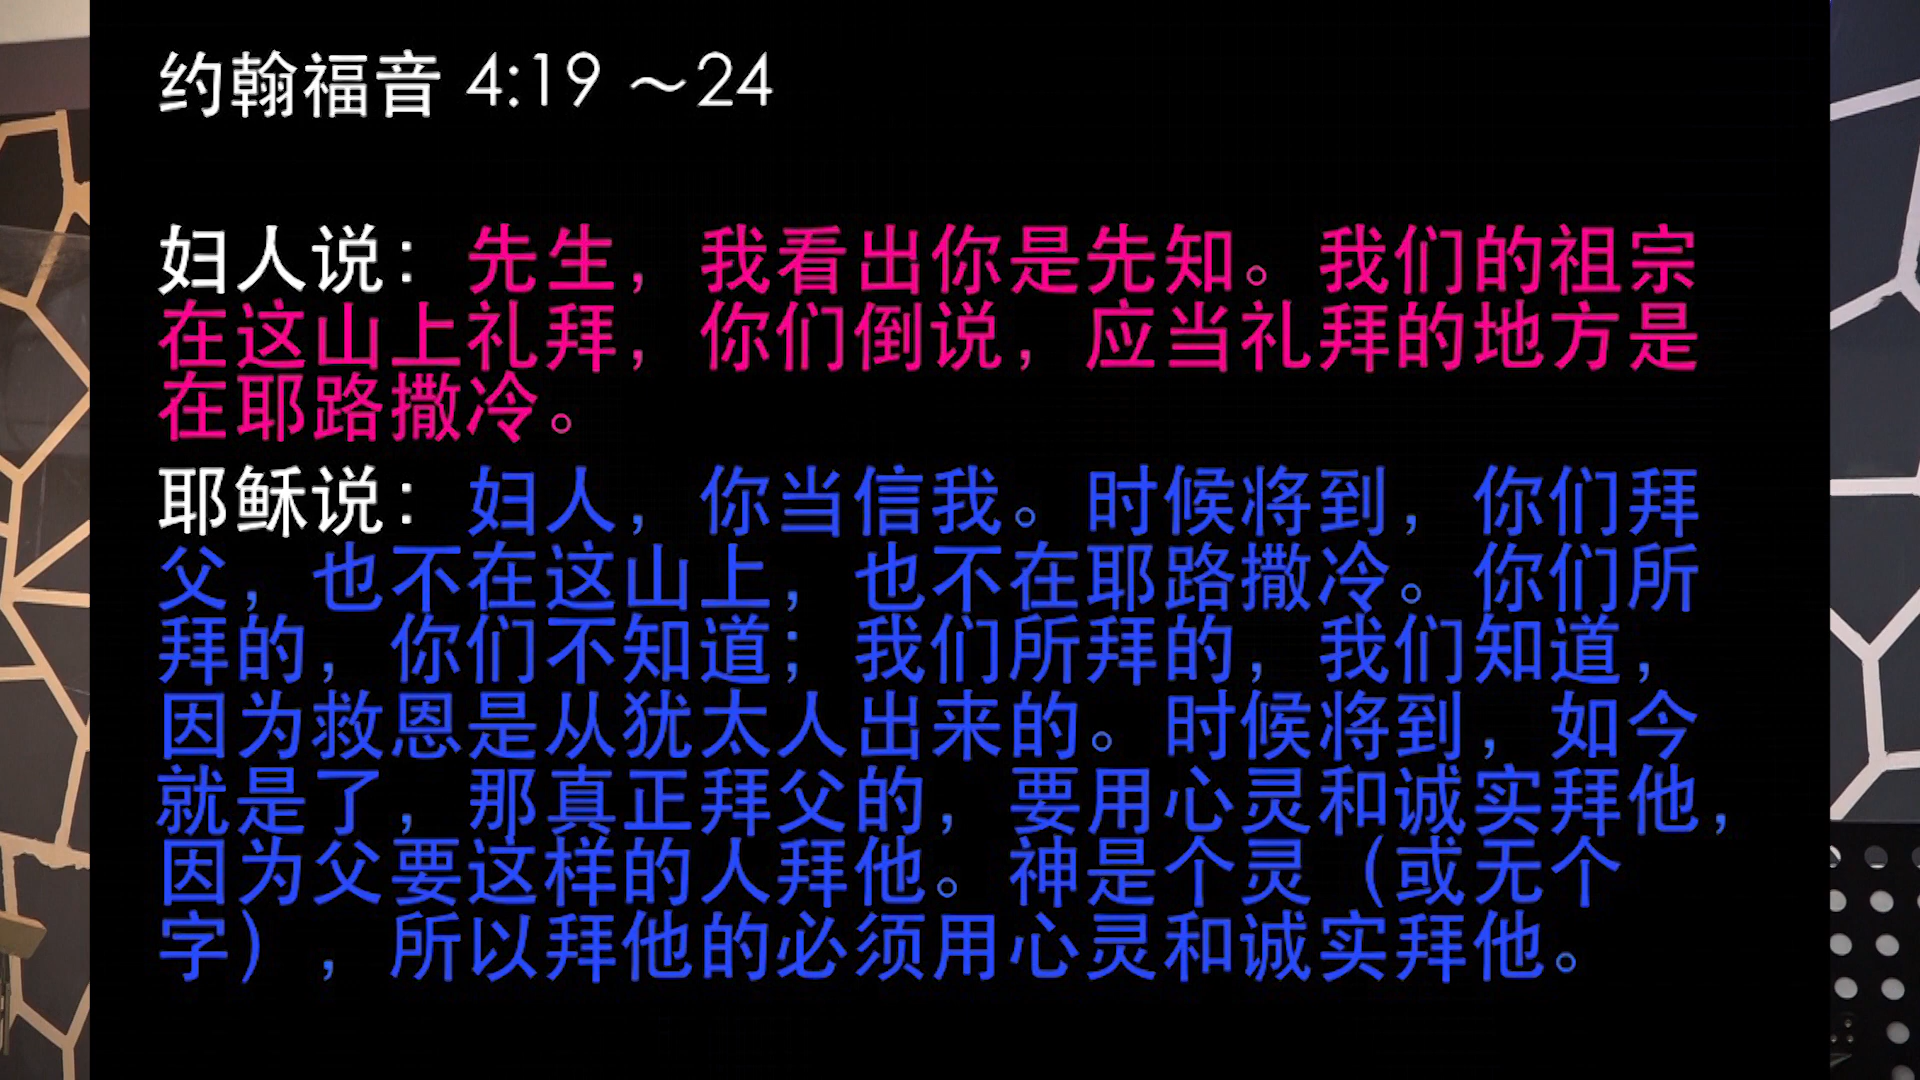 约翰福音 4:19 ～24
妇人说：先生，我看出你是先知。我们的祖宗
在这山上礼拜，你们倒说，应当礼拜的地方是
在耶路撒冷。
耶稣说：妇人，你当信我。时候将到，你们拜
父，也不在这山上，也不在耶路撒冷。你们所
拜的，你们不知道；我们所拜的，我们知道，
因为救恩是从犹太人出来的。时候将到，如今
就是了，那真正拜父的，要用心灵和诚实拜他，
因为父要这样的人拜他。神是个灵（或无个
字），所以拜他的必须用心灵和诚实拜他。